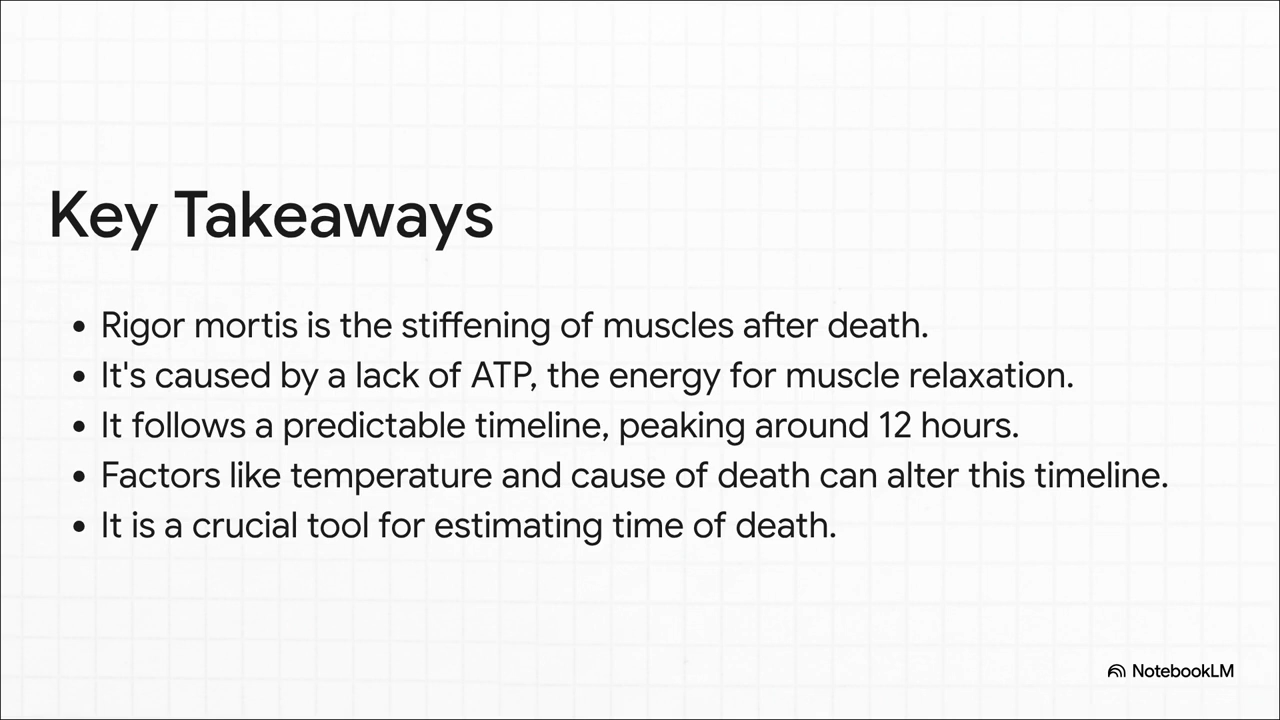 Key Takeaways
• Rigor mortis is the stiffening of muscles after death.
• It's caused by a lack of ATP, the energy for muscle relaxation.
• It follows a predictable timeline, peaking around 12 hours.
• Factors like temperature and cause of death can alter this timeline.
• It is a crucial tool for estimating time of death.
NotebookLM